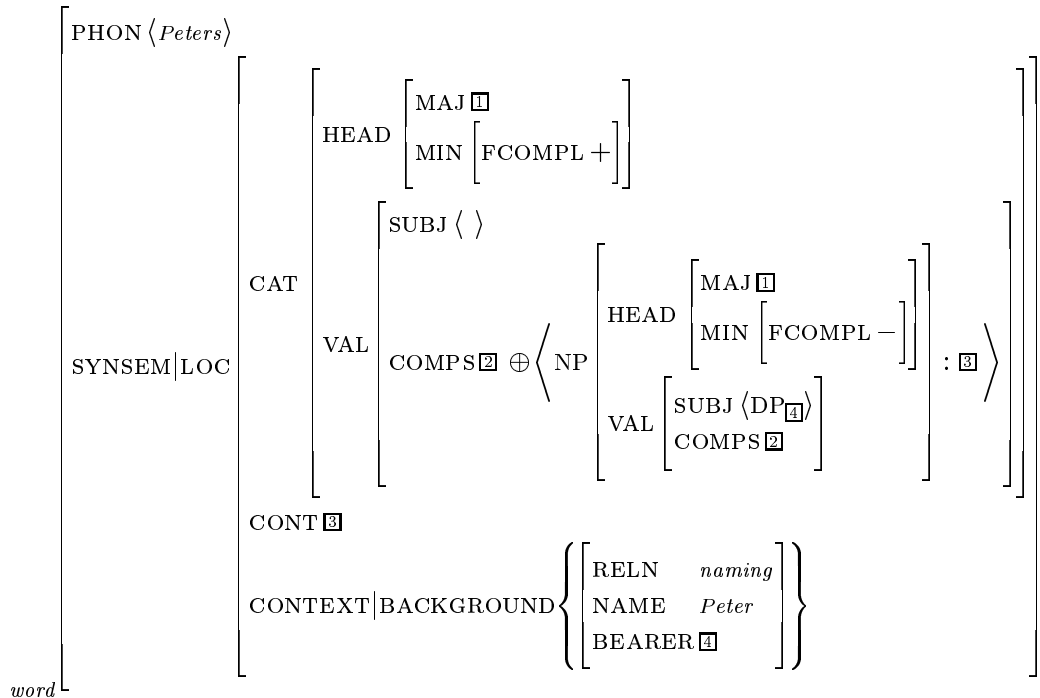 PHON ⟨Peters⟩
MAJ 1
HEAD
MIN [FCOMPL +]
SUBJ ⟨ ⟩
CAT
MAJ 1
HEAD
MIN [FCOMPL −]
VAL
COMPS 2 ⊕ ⟨ NP : 3 ⟩
SYNSEM|LOC
SUBJ ⟨DP4⟩
VAL
COMPS 2
CONT 3
RELN naming
CONTEXT|BACKGROUND
NAME Peter
BEARER 4
word